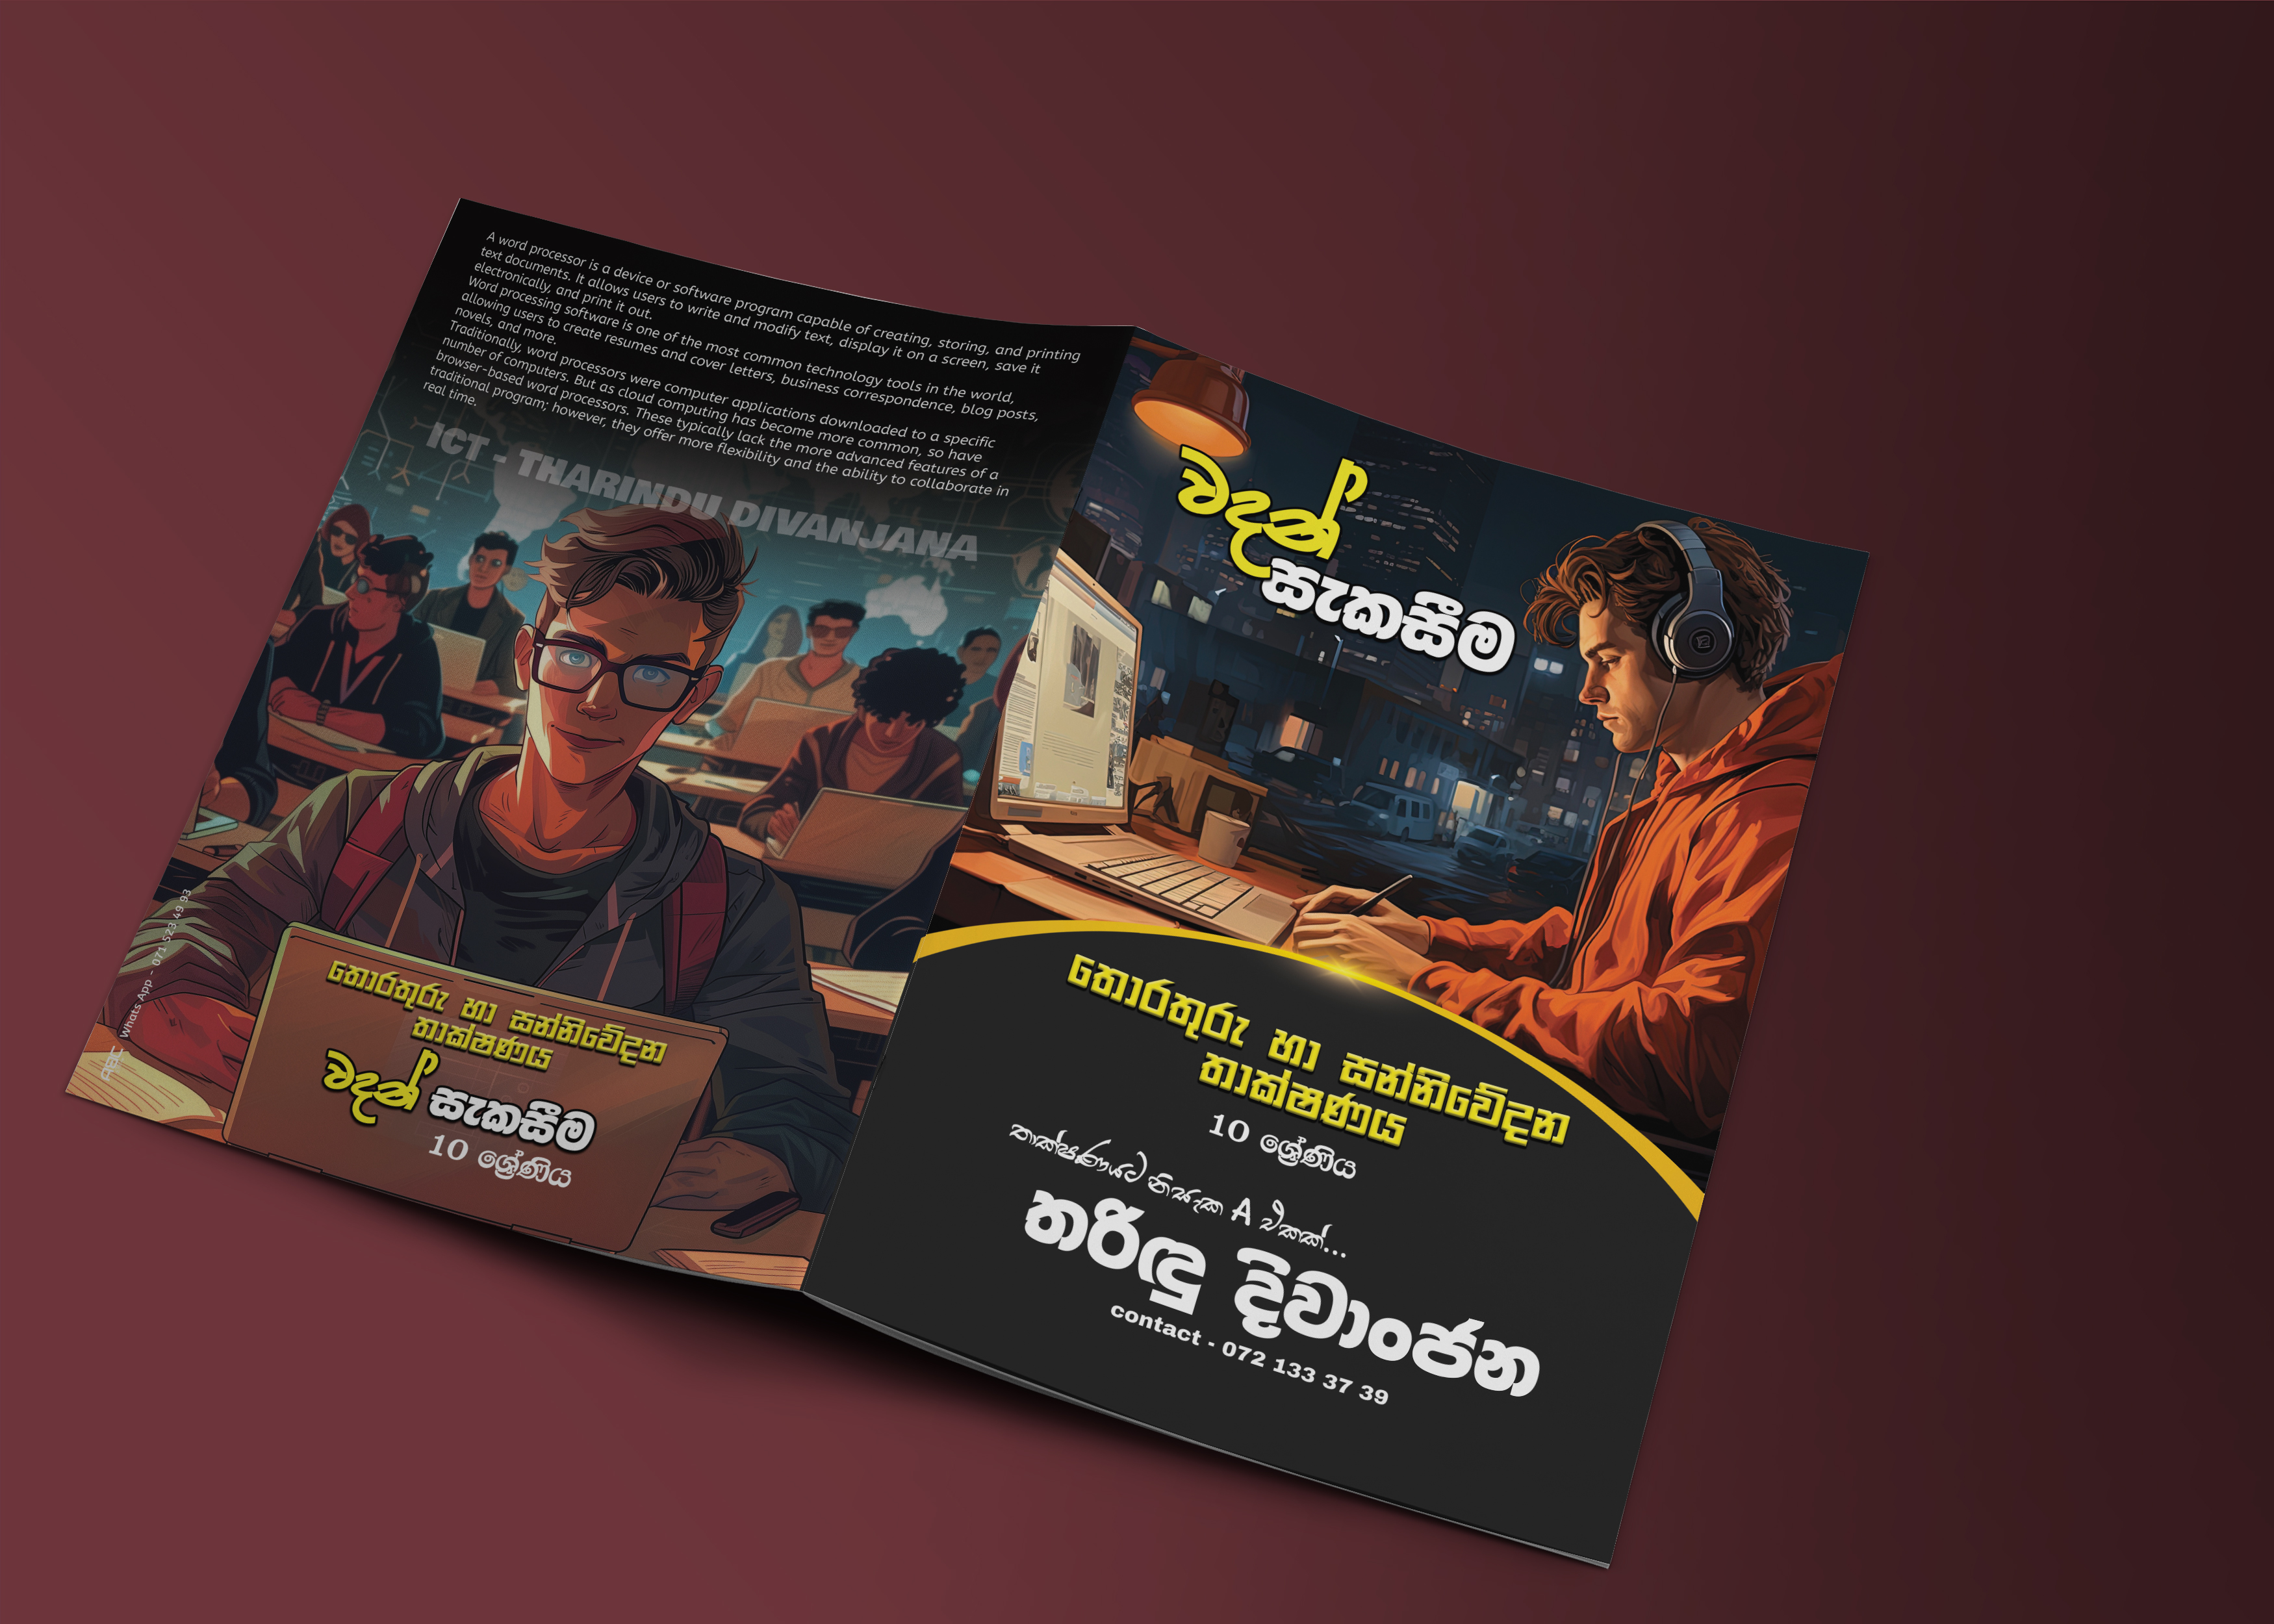 A word processor is a device or software program capable of creating, storing, and printing
text documents. It allows users to write and modify text, display it on a screen, save it
electronically, and print it out.
Word processing software is one of the most common technology tools in the world,
allowing users to create resumes and cover letters, business correspondence, blog posts,
novels, and more.
Traditionally, word processors were computer applications downloaded to a specific
number of computers. But as cloud computing has become more common, so have
browser-based word processors. These typically lack the more advanced features of a
traditional program; however, they offer more flexibility and the ability to collaborate in
real time.
ICT - THARINDU DIVANJANA
තොරතුරු හා සන්නිවේදන
තාක්ෂණය
වදන් සැකසීම
10 ශ්‍රේණිය
Whats App - 071 523 49 93
වදන්
සැකසීම
තොරතුරු හා සන්නිවේදන
තාක්ෂණය
10 ශ්‍රේණිය
තාක්ෂණයට නිසැක A එකක්...
තරිඳු දිවාංජන
contact - 072 133 37 39